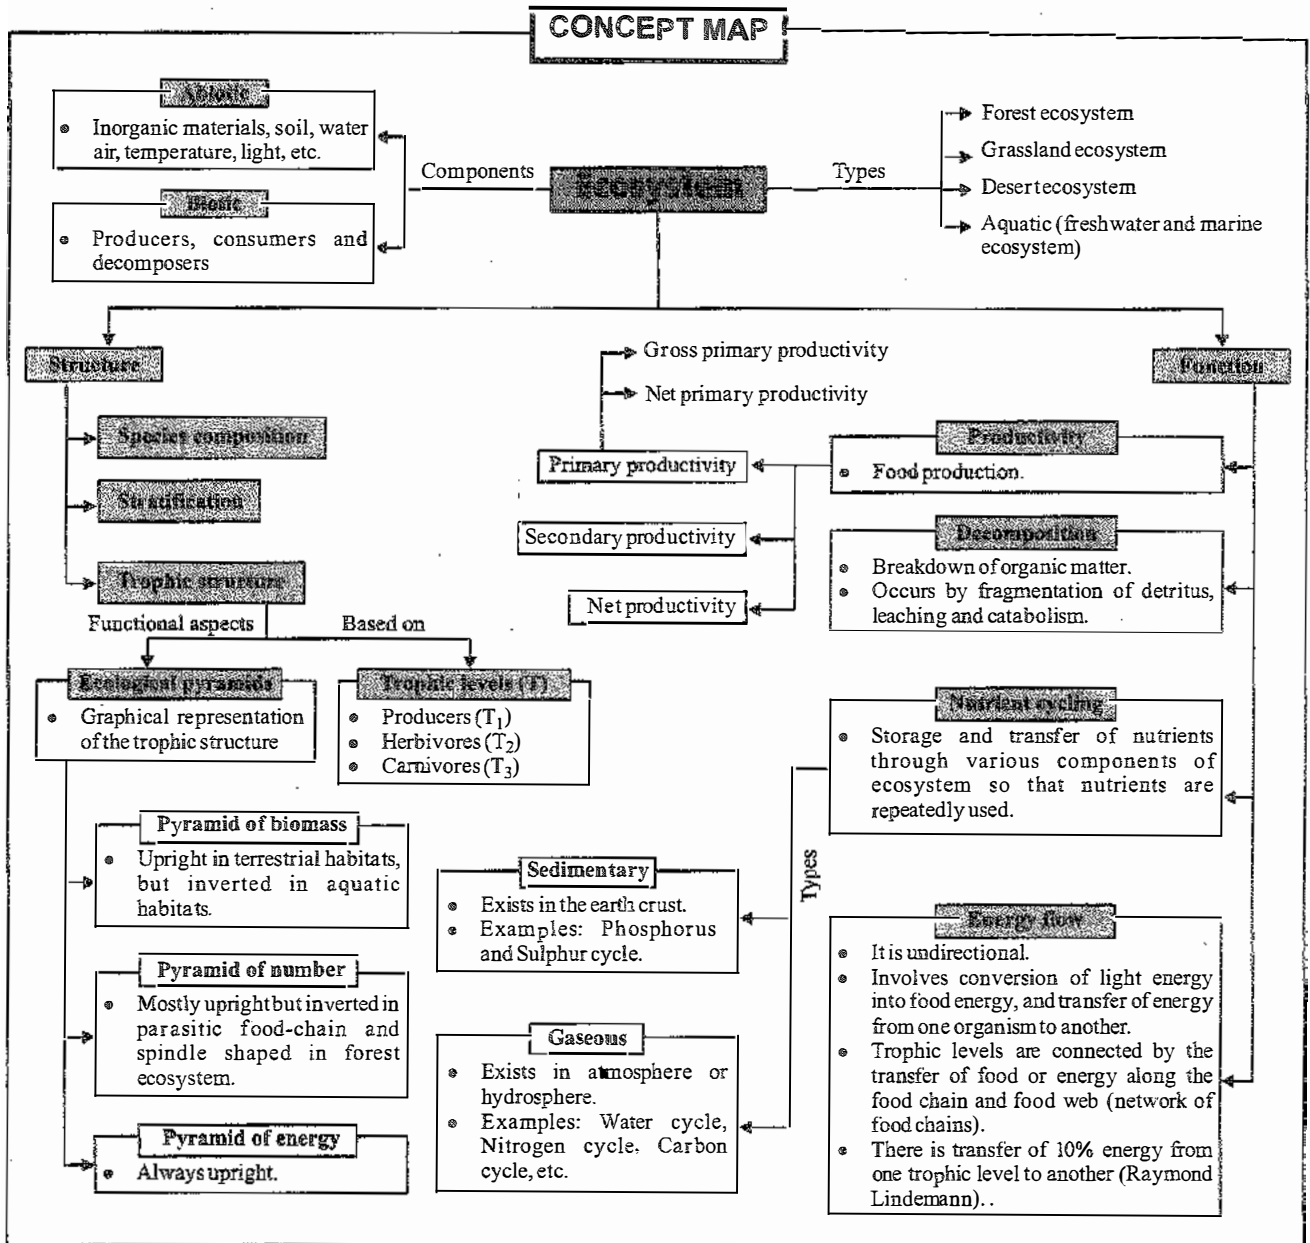 CONCEPT MAP
Abiotic
Inorganic materials, soil, water
air, temperature, light, etc.
Biotic
Producers, consumers and
decomposers
Components
Ecosystem
Types
Forest ecosystem
Grassland ecosystem
Desert ecosystem
Aquatic (freshwater and marine
ecosystem)
Structure
Species composition
Stratification
Trophic structure
Functional aspects
Based on
Ecological pyramids
Graphical representation
of the trophic structure
Trophic levels (T)
Producers (T₁)
Herbivores (T₂)
Carnivores (T₃)
Pyramid of biomass
Upright in terrestrial habitats,
but inverted in aquatic
habitats.
Pyramid of number
Mostly upright but inverted in
parasitic food-chain and
spindle shaped in forest
ecosystem.
Pyramid of energy
Always upright.
Function
Gross primary productivity
Net primary productivity
Primary productivity
Secondary productivity
Net productivity
Productivity
Food production.
Decomposition
Breakdown of organic matter.
Occurs by fragmentation of detritus,
leaching and catabolism.
Nutrient cycling
Storage and transfer of nutrients
through various components of
ecosystem so that nutrients are
repeatedly used.
Types
Sedimentary
Exists in the earth crust.
Examples: Phosphorus
and Sulphur cycle.
Gaseous
Exists in atmosphere or
hydrosphere.
Examples: Water cycle,
Nitrogen cycle, Carbon
cycle, etc.
Energy flow
It is undirectional.
Involves conversion of light energy
into food energy, and transfer of energy
from one organism to another.
Trophic levels are connected by the
transfer of food or energy along the
food chain and food web (network of
food chains).
There is transfer of 10% energy from
one trophic level to another (Raymond
Lindemann)..